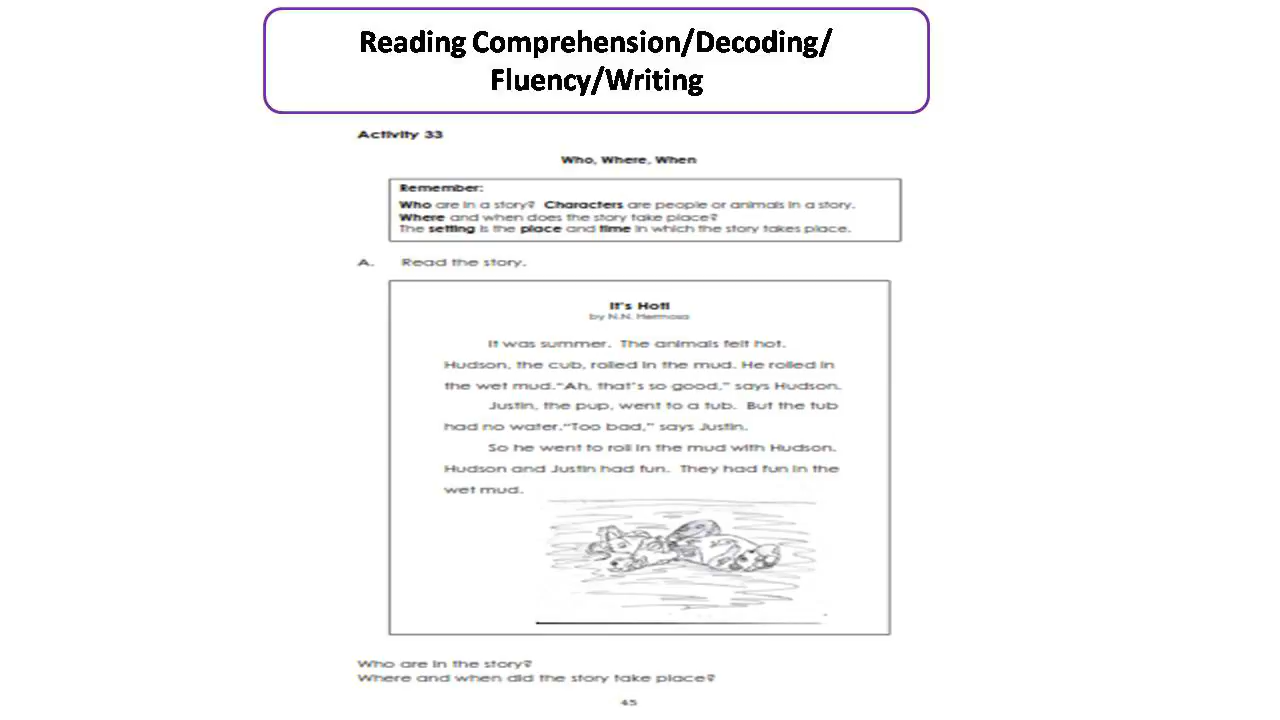 Reading Comprehension/Decoding/
Fluency/Writing
Activity 33
Who, Where, When
Remember:
Who are in a story? Characters are people or animals in a story.
Where and when does the story take place?
The setting is the place and time in which the story takes place.
A. Read the story.
It's Hot!
by N.N. Hermosa
It was summer. The animals felt hot.
Hudson, the cub, rolled in the mud. He rolled in
the wet mud."Ah, that's so good," says Hudson.
Justin, the pup, went to a tub. But the tub
had no water."Too bad," says Justin.
So he went to roll in the mud with Hudson.
Hudson and Justin had fun. They had fun in the
wet mud.
Who are in the story?
Where and when did the story take place?
45